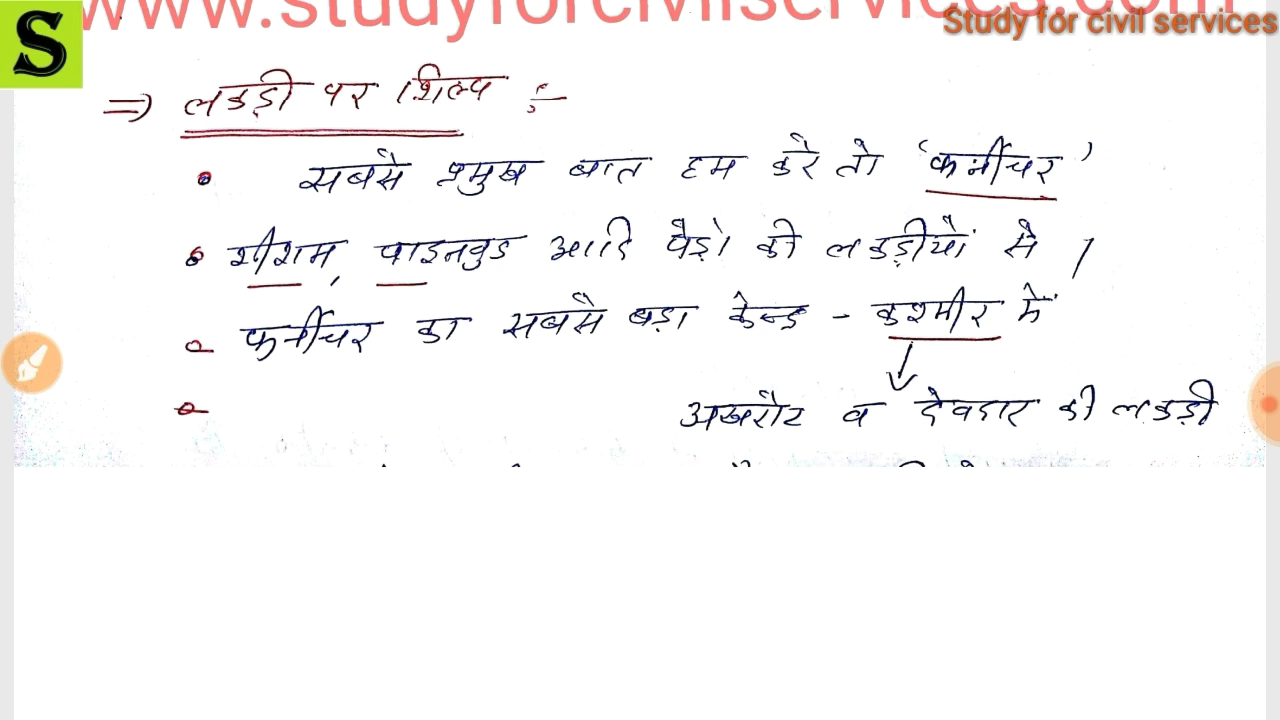 www.studyforcivilservices.com
Study for civil services
S
=> लकड़ी पर शिल्प :-
• सबसे प्रमुख बात हम करे तो 'फर्नीचर'
• शीशम, पाइनवुड आदि पेड़ो की लकड़ीयों से ।
फर्नीचर का सबसे बड़ा केन्द्र - कश्मीर में
↓
अखरोट व देवदार की लकड़ी